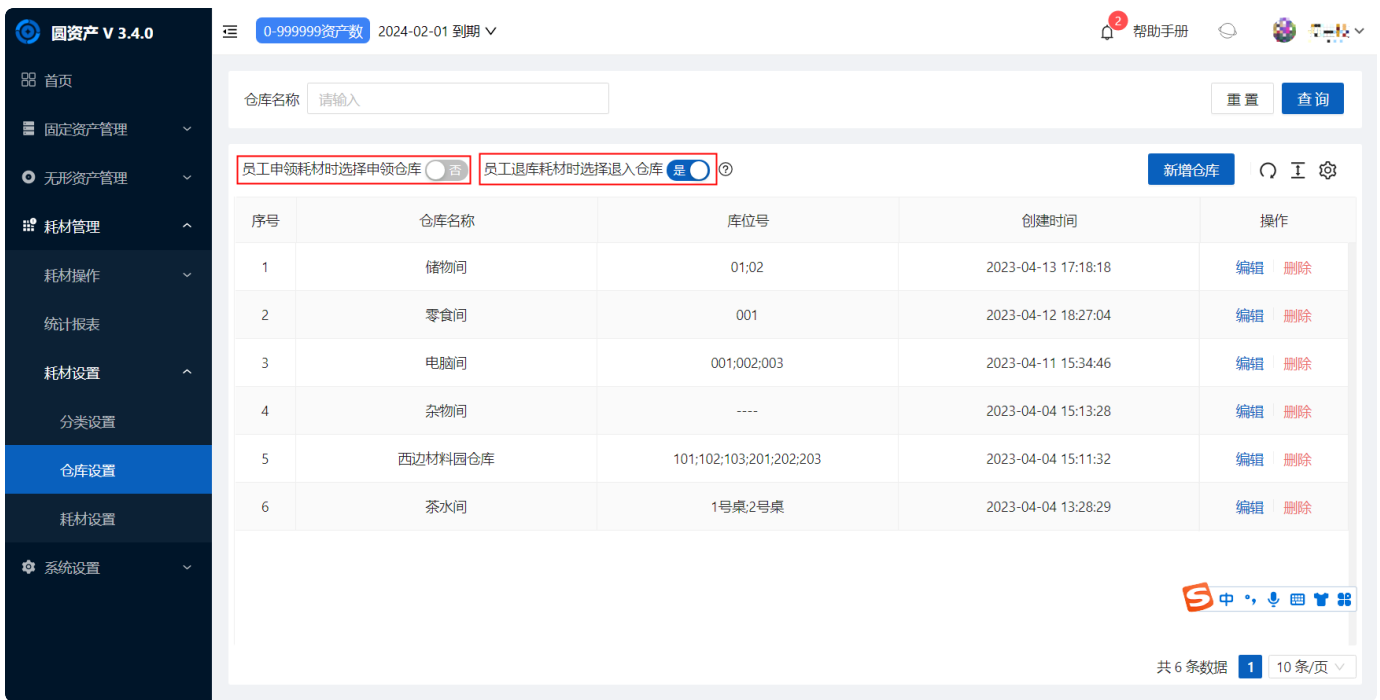 圆资产 V 3.4.0
0-999999资产数 2024-02-01 到期
2 帮助手册
首页
固定资产管理
无形资产管理
耗材管理
耗材操作
统计报表
耗材设置
分类设置
仓库设置
耗材设置
系统设置
仓库名称 请输入 重 置 查 询
员工申领耗材时选择申领仓库 否 员工退库耗材时选择退入仓库 是 新增仓库
序号 仓库名称 库位号 创建时间 操作
1 储物间 01;02 2023-04-13 17:18:18 编辑 删除
2 零食间 001 2023-04-12 18:27:04 编辑 删除
3 电脑间 001;002;003 2023-04-11 15:34:46 编辑 删除
4 杂物间 ---- 2023-04-04 15:13:28 编辑 删除
5 西边材料园仓库 101;102;103;201;202;203 2023-04-04 15:11:32 编辑 删除
6 茶水间 1号桌;2号桌 2023-04-04 13:28:29 编辑 删除
S 中
共 6 条数据 1 10 条/页